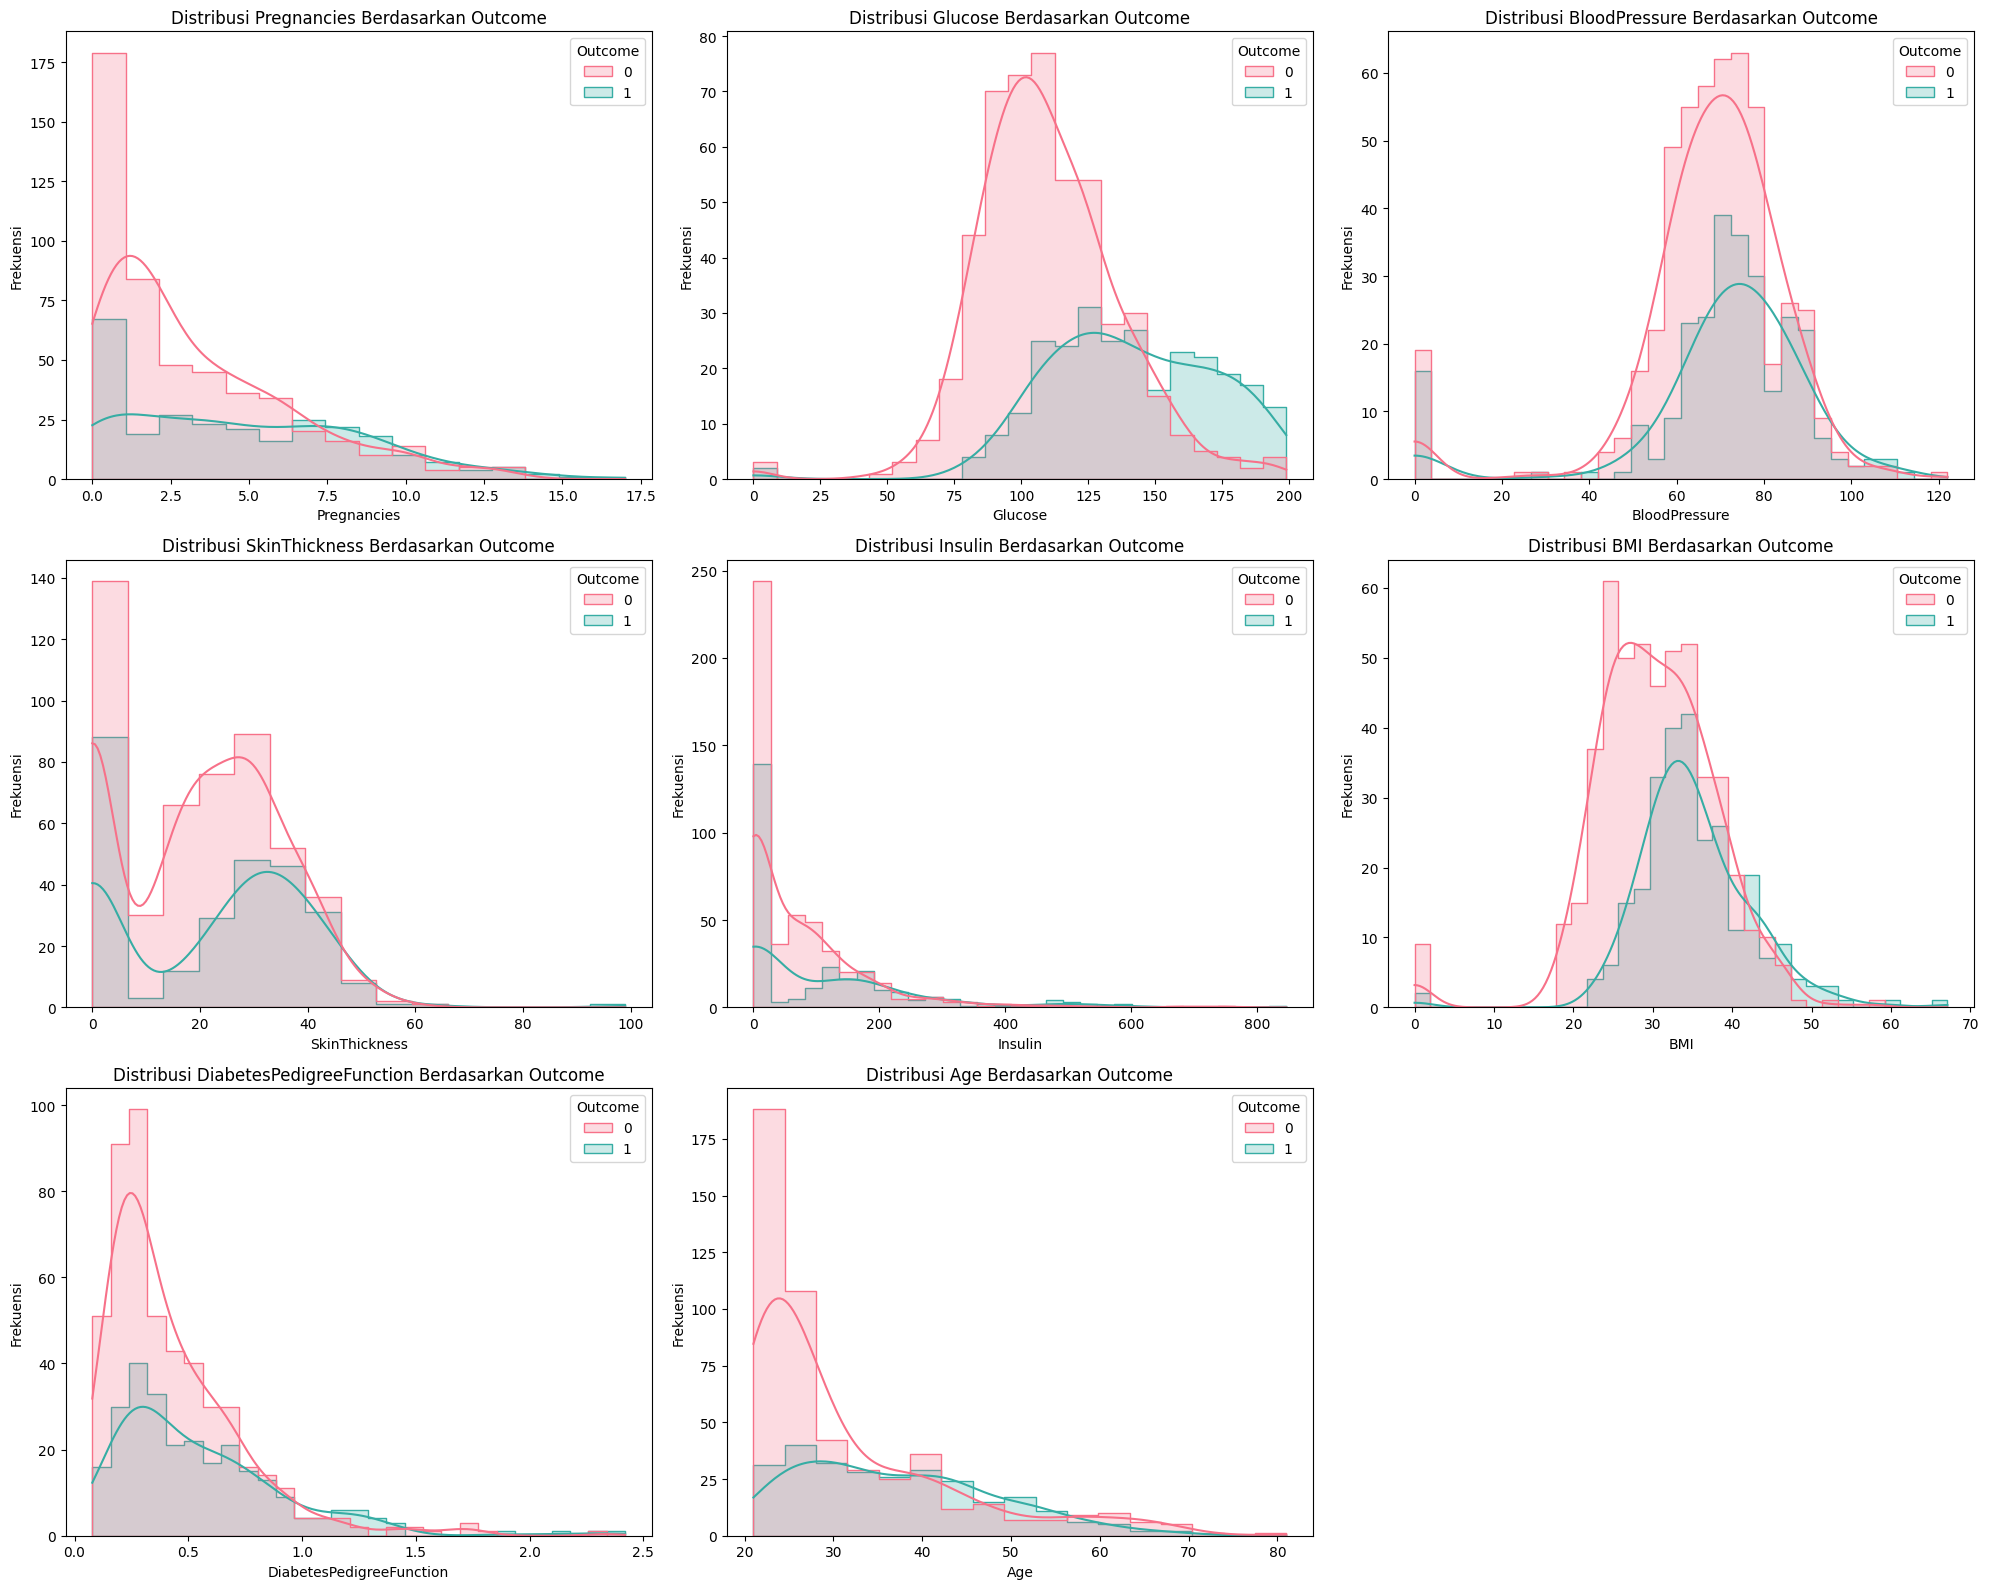 Distribusi Pregnancies Berdasarkan Outcome
Outcome
0
1
175
150
125
100
75
50
25
0
Frekuensi
0.0 2.5 5.0 7.5 10.0 12.5 15.0 17.5
Pregnancies
Distribusi Glucose Berdasarkan Outcome
Outcome
0
1
80
70
60
50
40
30
20
10
0
Frekuensi
0 25 50 75 100 125 150 175 200
Glucose
Distribusi BloodPressure Berdasarkan Outcome
Outcome
0
1
60
50
40
30
20
10
0
Frekuensi
0 20 40 60 80 100 120
BloodPressure
Distribusi SkinThickness Berdasarkan Outcome
Outcome
0
1
140
120
100
80
60
40
20
0
Frekuensi
0 20 40 60 80 100
SkinThickness
Distribusi Insulin Berdasarkan Outcome
Outcome
0
1
250
200
150
100
50
0
Frekuensi
0 200 400 600 800
Insulin
Distribusi BMI Berdasarkan Outcome
Outcome
0
1
60
50
40
30
20
10
0
Frekuensi
0 10 20 30 40 50 60 70
BMI
Distribusi DiabetesPedigreeFunction Berdasarkan Outcome
Outcome
0
1
100
80
60
40
20
0
Frekuensi
0.0 0.5 1.0 1.5 2.0 2.5
DiabetesPedigreeFunction
Distribusi Age Berdasarkan Outcome
Outcome
0
1
175
150
125
100
75
50
25
0
Frekuensi
20 30 40 50 60 70 80
Age